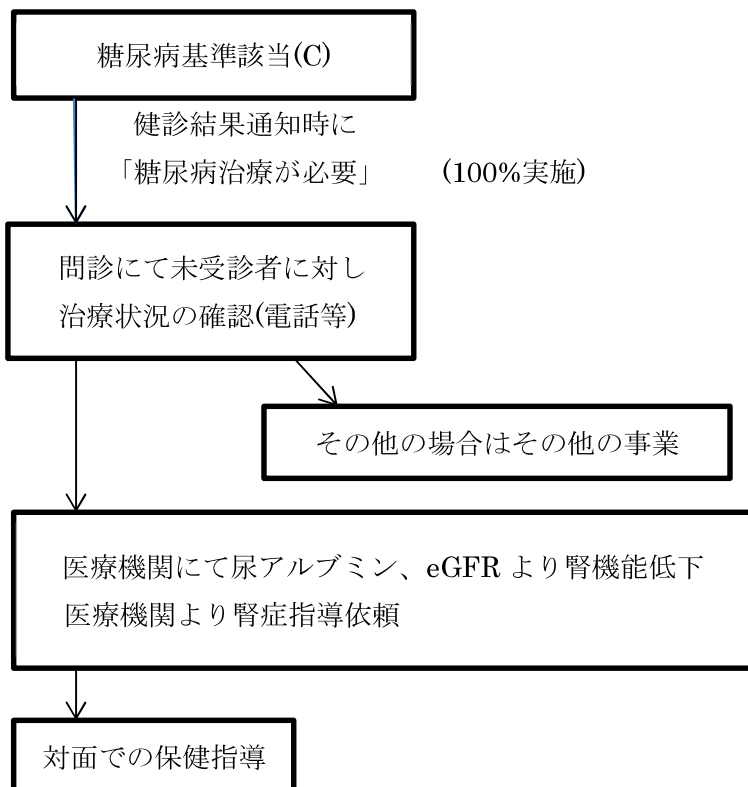 糖尿病基準該当(C)
健診結果通知時に
「糖尿病治療が必要」 (100%実施)
問診にて未受診者に対し
治療状況の確認(電話等)
その他の場合はその他の事業
医療機関にて尿アルブミン、eGFR より腎機能低下
医療機関より腎症指導依頼
対面での保健指導